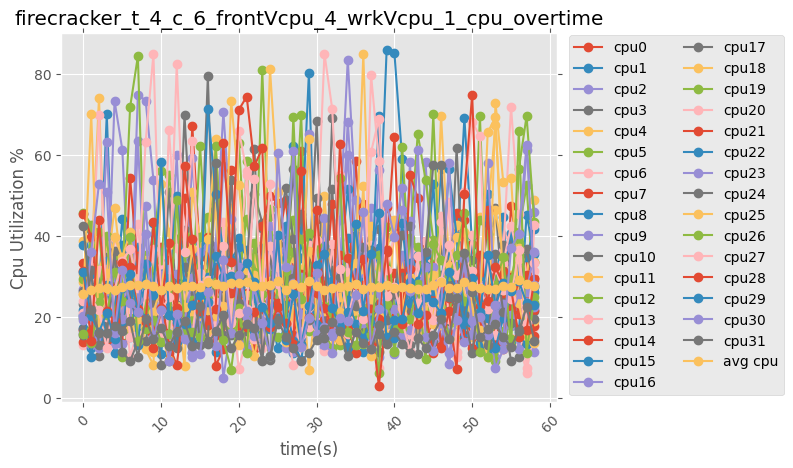 firecracker_t_4_c_6_frontVcpu_4_wrkVcpu_1_cpu_overtime
Cpu Utilization %
80
60
40
20
0
0
10
20
30
40
50
60
time(s)
cpu0
cpu1
cpu2
cpu3
cpu4
cpu5
cpu6
cpu7
cpu8
cpu9
cpu10
cpu11
cpu12
cpu13
cpu14
cpu15
cpu16
cpu17
cpu18
cpu19
cpu20
cpu21
cpu22
cpu23
cpu24
cpu25
cpu26
cpu27
cpu28
cpu29
cpu30
cpu31
avg cpu